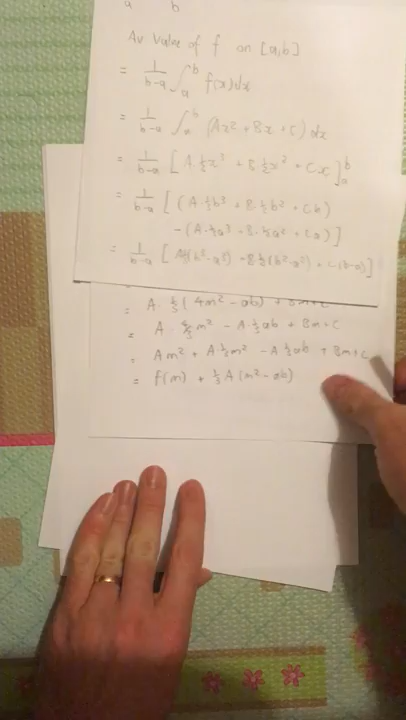 a b
Av value of f on [a,b]
= 1/(b-a) ∫_a^b f(x)dx
= 1/(b-a) ∫_a^b (Ax² + Bx + C) dx
= 1/(b-a) [A·⅓x³ + B·½x² + Cx]_a^b
= 1/(b-a) [(A·⅓b³ + B·½b² + Cb)
-(A·⅓a³ + B·½a² + Ca)]
= 1/(b-a) [A⅓(b³-a³) + B½(b²-a²) + C(b-a)]
= A·⅓(4m² - ab) + Bm+C
= A·4/3m² - A·⅓ab + Bm+C
= Am² + A·⅓m² - A⅓ab + Bm+C
= f(m) + ⅓A(m²-ab)